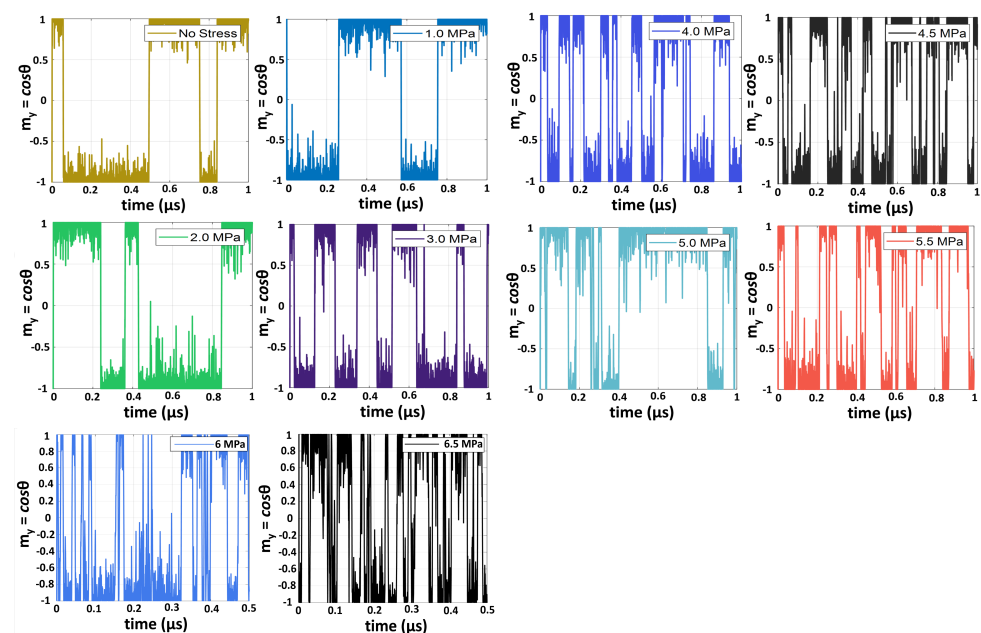 No Stress
1
0.5
0
-0.5
-1
m_y = cosθ
0 0.2 0.4 0.6 0.8 1
time (µs)
1.0 MPa
1
0.5
0
-0.5
-1
m_y = cosθ
0 0.2 0.4 0.6 0.8 1
time (µs)
4.0 MPa
1
0.5
0
-0.5
-1
m_y = cosθ
0 0.2 0.4 0.6 0.8 1
time (µs)
4.5 MPa
1
0.5
0
-0.5
-1
m_y = cosθ
0 0.2 0.4 0.6 0.8 1
time (µs)
2.0 MPa
1
0.5
0
-0.5
-1
m_y = cosθ
0 0.2 0.4 0.6 0.8 1
time (µs)
3.0 MPa
1
0.5
0
-0.5
-1
m_y = cosθ
0 0.2 0.4 0.6 0.8 1
time (µs)
5.0 MPa
1
0.5
0
-0.5
-1
m_y = cosθ
0 0.2 0.4 0.6 0.8 1
time (µs)
5.5 MPa
1
0.5
0
-0.5
-1
m_y = cosθ
0 0.2 0.4 0.6 0.8 1
time (µs)
6 MPa
1
0.8
0.6
0.4
0.2
0
-0.2
-0.4
-0.6
-0.8
-1
m_y = cosθ
0 0.1 0.2 0.3 0.4 0.5
time (µs)
6.5 MPa
1
0.8
0.6
0.4
0.2
0
-0.2
-0.4
-0.6
-0.8
-1
m_y = cosθ
0 0.1 0.2 0.3 0.4 0.5
time (µs)